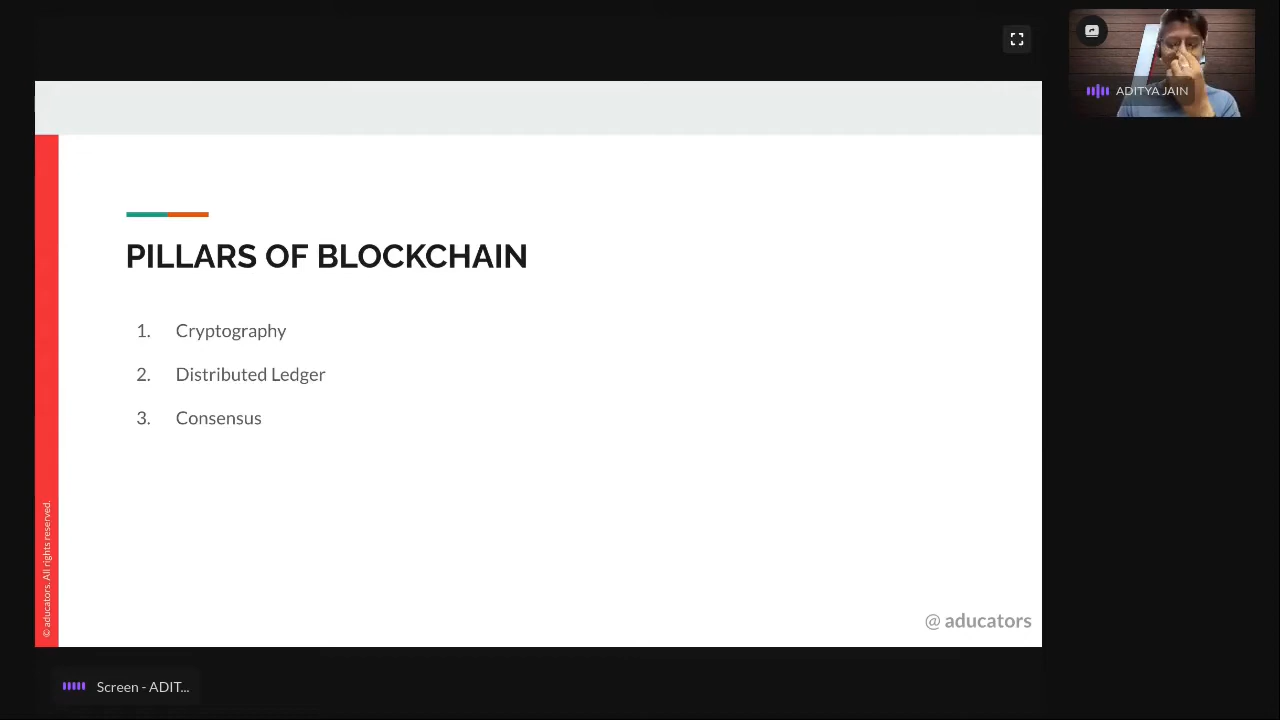 ADITYA JAIN
PILLARS OF BLOCKCHAIN
1. Cryptography
2. Distributed Ledger
3. Consensus
© aducators. All rights reserved.
@ aducators
Screen - ADIT...